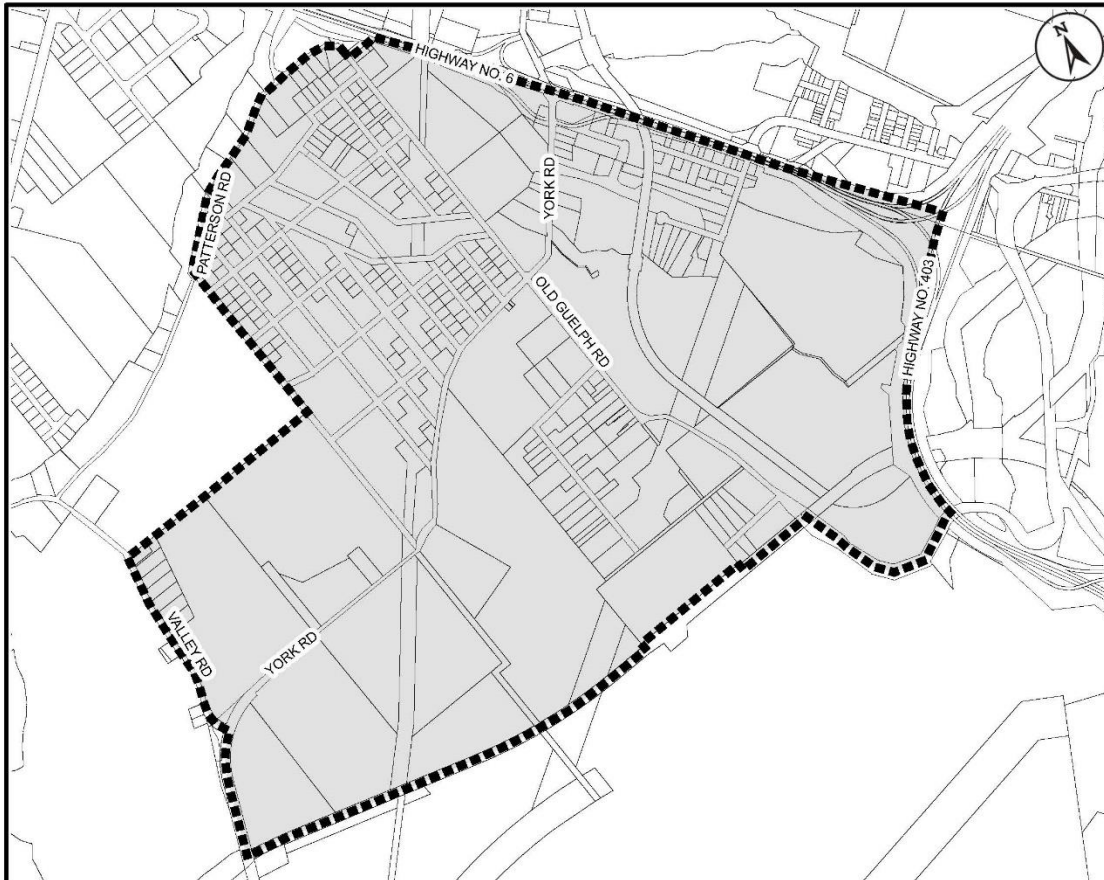 N
HIGHWAY NO. 6
YORK RD
PATTERSON RD
OLD GUELPH RD
HIGHWAY NO. 403
VALLEY RD
YORK RD